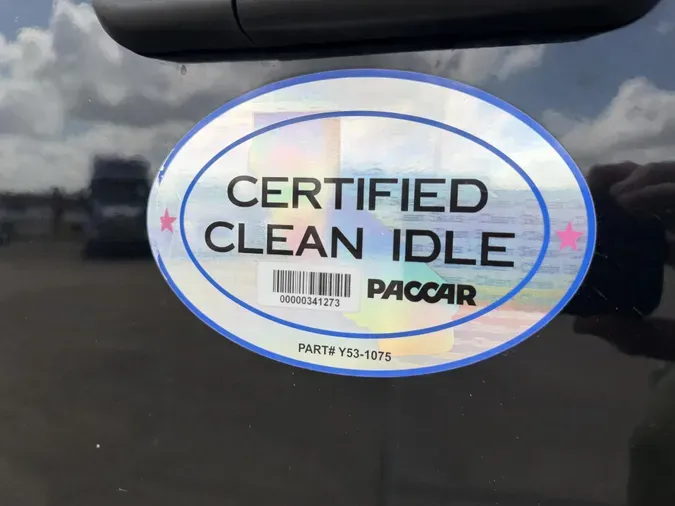 CERTIFIED
CLEAN IDLE
00000341273
PACCAR
PART# Y53-1075